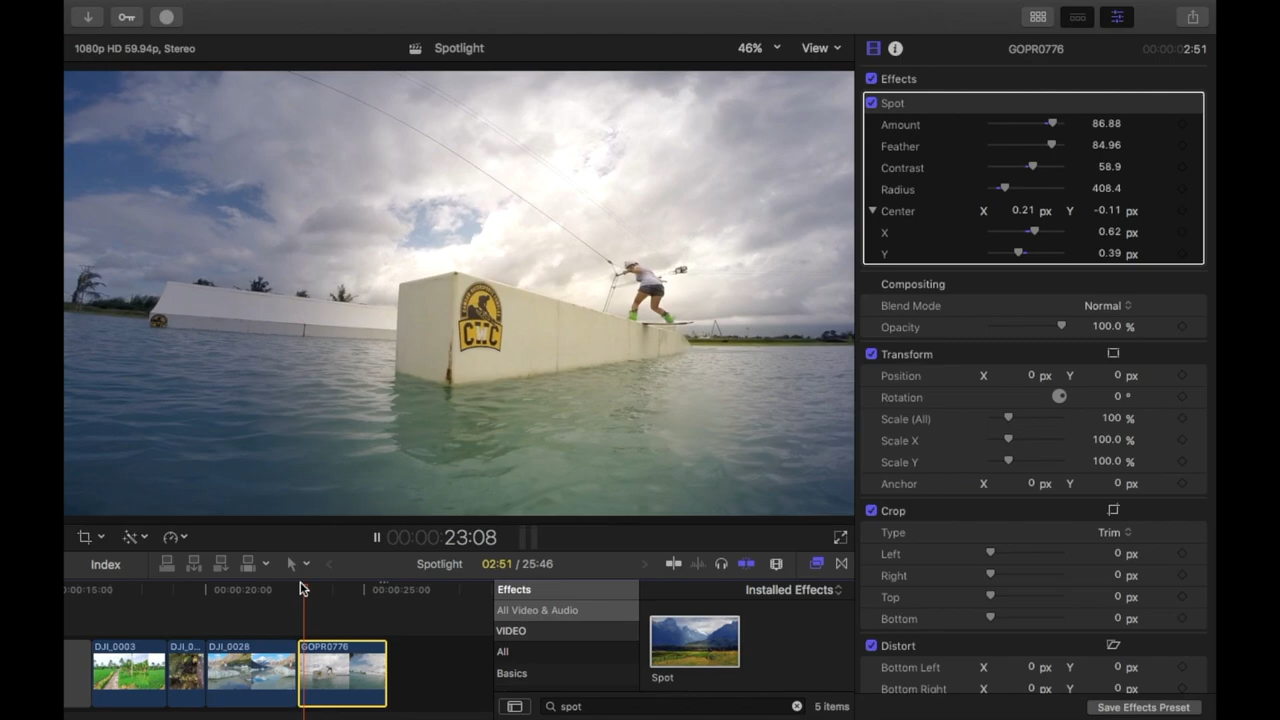 1080p HD 59.94p, Stereo
Spotlight
46%
View
GOPR0776
00:00:02:51
Effects
Spot
Amount 86.88
Feather 84.96
Contrast 58.9
Radius 408.4
Center X 0.21 px Y -0.11 px
X 0.62
Y 0.39
Compositing
Blend Mode Normal
Opacity 100.0 %
Transform
Position X 0 px Y 0 px
Rotation 0 °
Scale (All) 100 %
Scale X 100.0 %
Scale Y 100.0 %
Anchor X 0 px Y 0 px
Crop
Type Trim
Left 0 px
Right 0 px
Top 0 px
Bottom 0 px
Distort
Bottom Left X 0 px Y 0 px
Bottom Right X 0 px Y 0 px
Save Effects Preset
CWC
00:00:23:08
Index
Spotlight
02:51 / 25:46
0:00:15:00
00:00:20:00
00:00:25:00
DJI_0003
DJI_0...
DJI_0028
GOPR0776
Effects
Installed Effects
All Video & Audio
VIDEO
All
Basics
Spot
spot
5 items